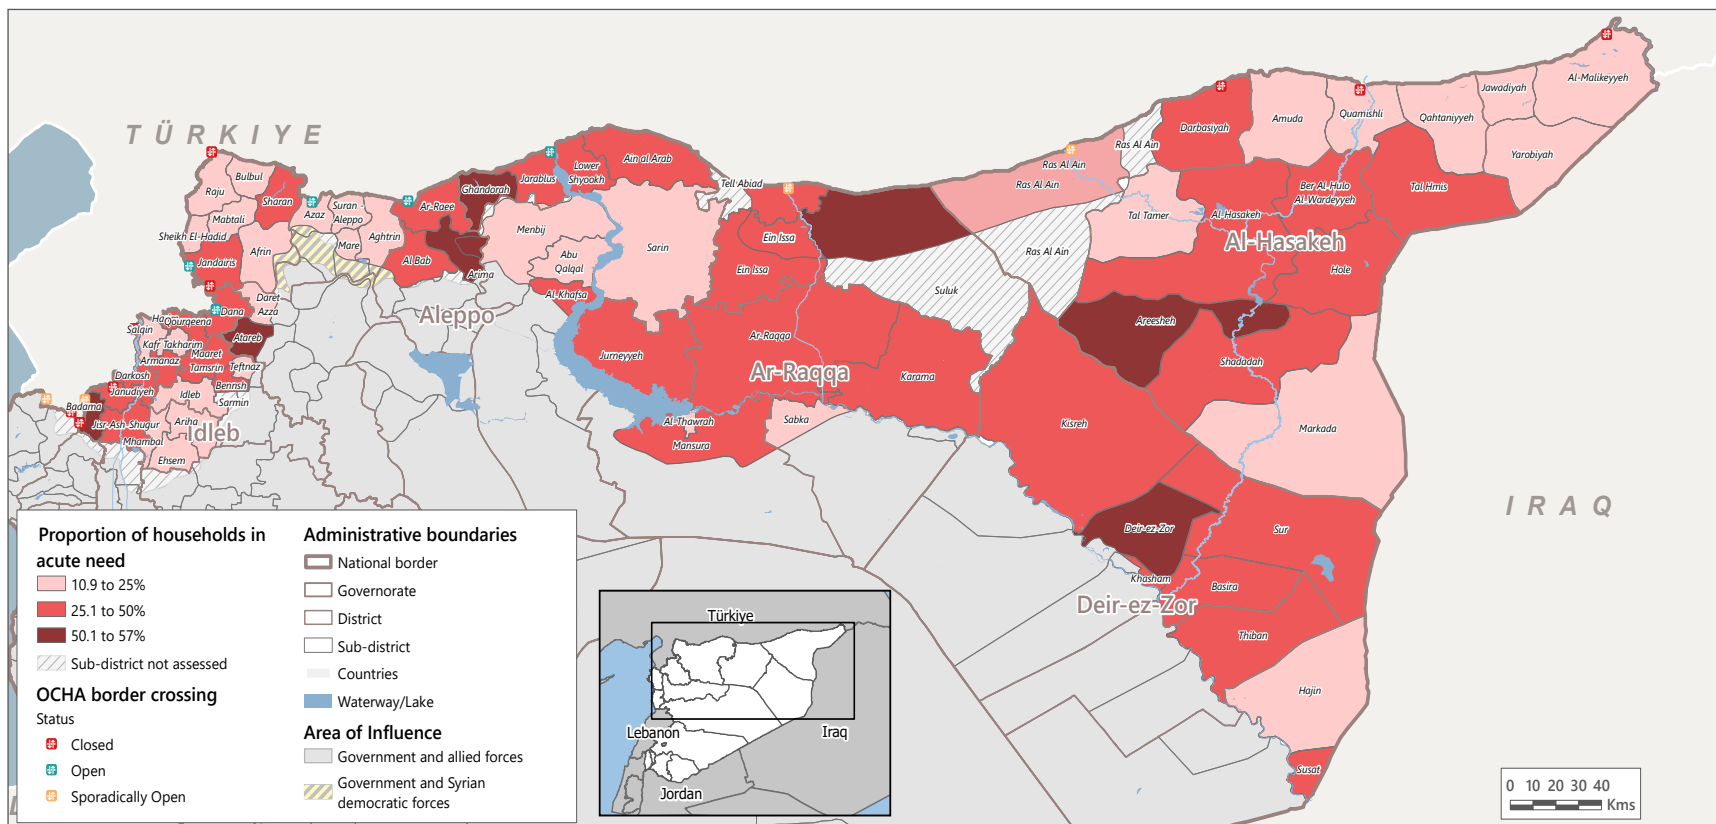 TÜRKIYE
IRAQ
Al-Malikeyyeh
Jawadiyah
Qahtaniyyeh
Quamishli
Amuda
Yarobiyah
Darbasiyah
Ras Al Ain
Ras Al Ain
Ras Al Ain
Ras Al Ain
Tal Hmis
Ber Al-Hulo
Al-Wardeyyeh
Al-Hasakeh
Al-Hasakeh
Tal Tamer
Hole
Areesheh
Shadadah
Markada
Lower
Shyookh
Ain al Arab
Jarablus
Ghandorah
Ar-Raee
Tell Abiad
Bulbul
Raju
Sharan
Azaz
Suran -
Aleppo
Mabtali
Sheikh El-Hadid
Afrin
Mare
Aghtrin
Jandairis
Al Bab
Arima
Menbij
Abu
Qalqal
Sarin
Ein Issa
Ein Issa
Suluk
Al-Khafsa
Aleppo
Daret
Azza
Dana
Qourqeena
Salqin
Atareb
Kafr Takharim
Maaret
Tamsrin
Armanaz
Teftnaz
Darkosh
Janudiyeh
Bennsh
Sarmin
Idleb
Badama
Jisr-Ash-Shugur
Ariha
Idleb
Mhambal
Ehsem
Jurneyyeh
Ar-Raqqa
Ar-Raqqa
Karama
Sabka
Al-Thawrah
Mansura
Kisreh
Deir-ez-Zor
Sur
Khasham
Basira
Deir-ez-Zor
Thiban
Hajin
Susat
Proportion of households in
acute need
10.9 to 25%
25.1 to 50%
50.1 to 57%
Sub-district not assessed
OCHA border crossing
Status
Closed
Open
Sporadically Open
Administrative boundaries
National border
Governorate
District
Sub-district
Countries
Waterway/Lake
Area of Influence
Government and allied forces
Government and Syrian
democratic forces
Türkiye
Lebanon
Iraq
Jordan
0 10 20 30 40
Kms